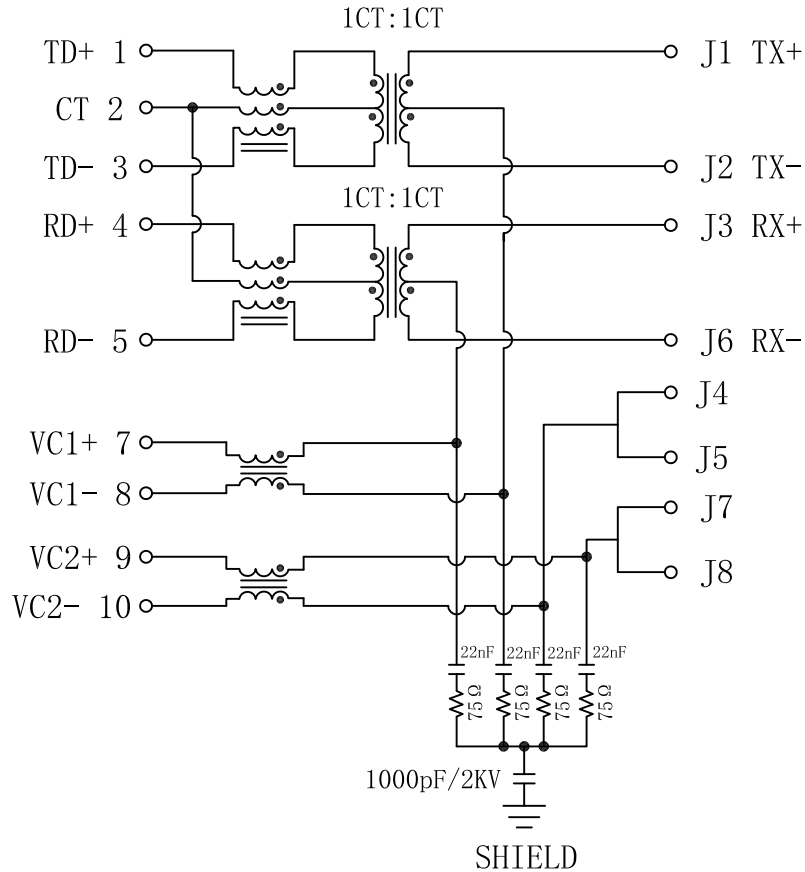 1CT:1CT
TD+ 1
J1 TX+
CT 2
TD- 3
J2 TX-
1CT:1CT
RD+ 4
J3 RX+
RD- 5
J6 RX-
J4
VC1+ 7
J5
VC1- 8
J7
VC2+ 9
J8
VC2- 10
22nF 22nF 22nF 22nF
75Ω 75Ω 75Ω 75Ω
1000pF/2KV
SHIELD